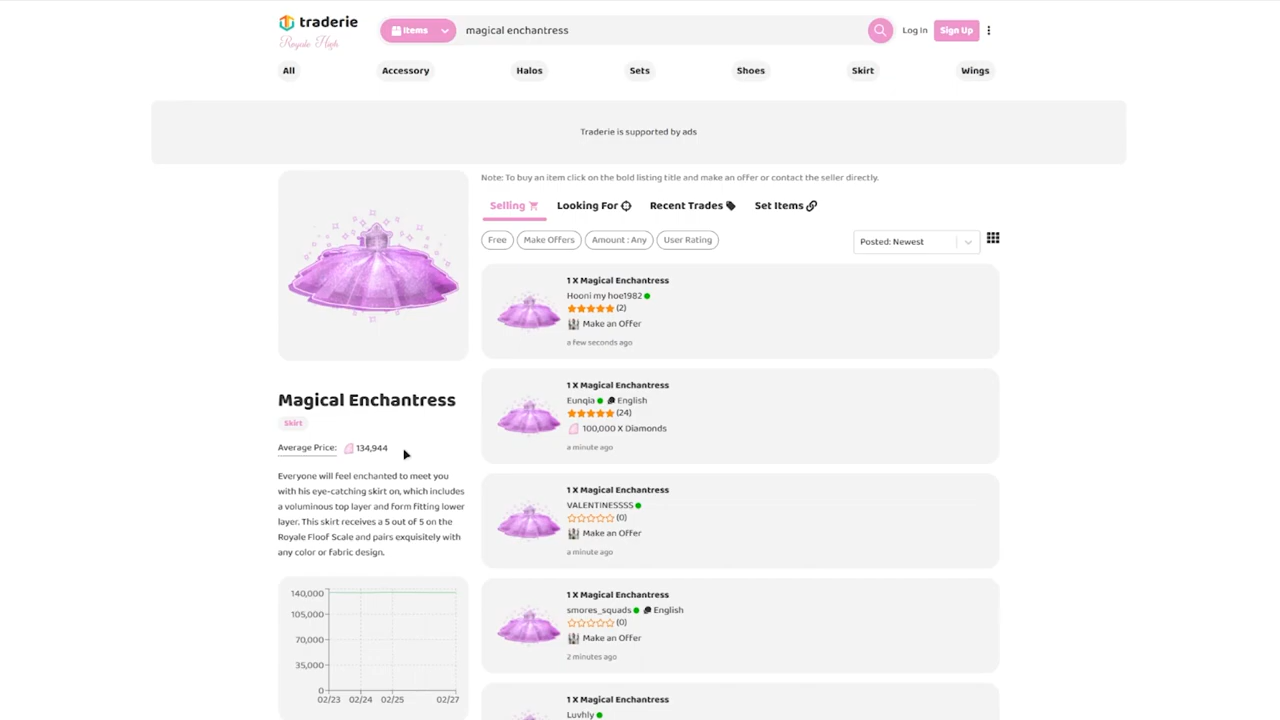 traderie
Royale High
Items
magical enchantress
Log In
Sign Up
All
Accessory
Halos
Sets
Shoes
Skirt
Wings
Traderie is supported by ads
Note: To buy an item click on the bold listing title and make an offer or contact the seller directly.
Selling
Looking For
Recent Trades
Set Items
Free
Make Offers
Amount : Any
User Rating
Posted: Newest
1 X Magical Enchantress
Hooni my hoe1982
(2)
Make an Offer
a few seconds ago
1 X Magical Enchantress
Eunqia
English
(24)
100,000 X Diamonds
a minute ago
1 X Magical Enchantress
VALENTINESSSS
(0)
Make an Offer
a minute ago
1 X Magical Enchantress
smores_squads
English
(0)
Make an Offer
2 minutes ago
1 X Magical Enchantress
Luvhly
Magical Enchantress
Skirt
Average Price:
134,944
Everyone will feel enchanted to meet you
with his eye-catching skirt on, which includes
a voluminous top layer and form fitting lower
layer. This skirt receives a 5 out of 5 on the
Royale Floof Scale and pairs exquisitely with
any color or fabric design.
140,000
105,000
70,000
35,000
0
02/23
02/24
02/25
02/27